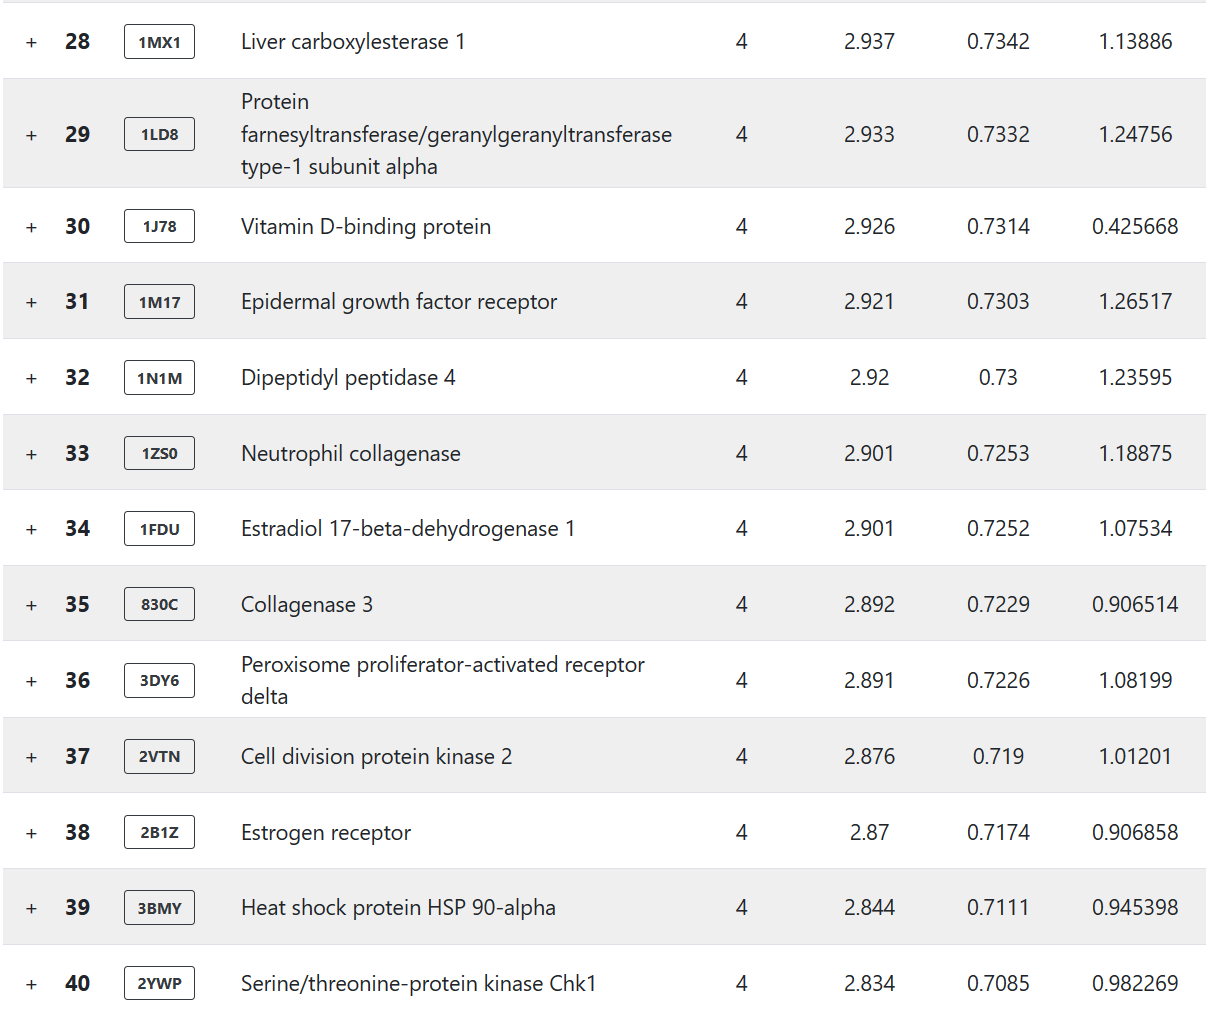 + 28 1MX1 Liver carboxylesterase 1 4 2.937 0.7342 1.13886
Protein
+ 29 1LD8 farnesyltransferase/geranylgeranyltransferase 4 2.933 0.7332 1.24756
type-1 subunit alpha
+ 30 1J78 Vitamin D-binding protein 4 2.926 0.7314 0.425668
+ 31 1M17 Epidermal growth factor receptor 4 2.921 0.7303 1.26517
+ 32 1N1M Dipeptidyl peptidase 4 4 2.92 0.73 1.23595
+ 33 1ZS0 Neutrophil collagenase 4 2.901 0.7253 1.18875
+ 34 1FDU Estradiol 17-beta-dehydrogenase 1 4 2.901 0.7252 1.07534
+ 35 830C Collagenase 3 4 2.892 0.7229 0.906514
Peroxisome proliferator-activated receptor
+ 36 3DY6 4 2.891 0.7226 1.08199
delta
+ 37 2VTN Cell division protein kinase 2 4 2.876 0.719 1.01201
+ 38 2B1Z Estrogen receptor 4 2.87 0.7174 0.906858
+ 39 3BMY Heat shock protein HSP 90-alpha 4 2.844 0.7111 0.945398
+ 40 2YWP Serine/threonine-protein kinase Chk1 4 2.834 0.7085 0.982269